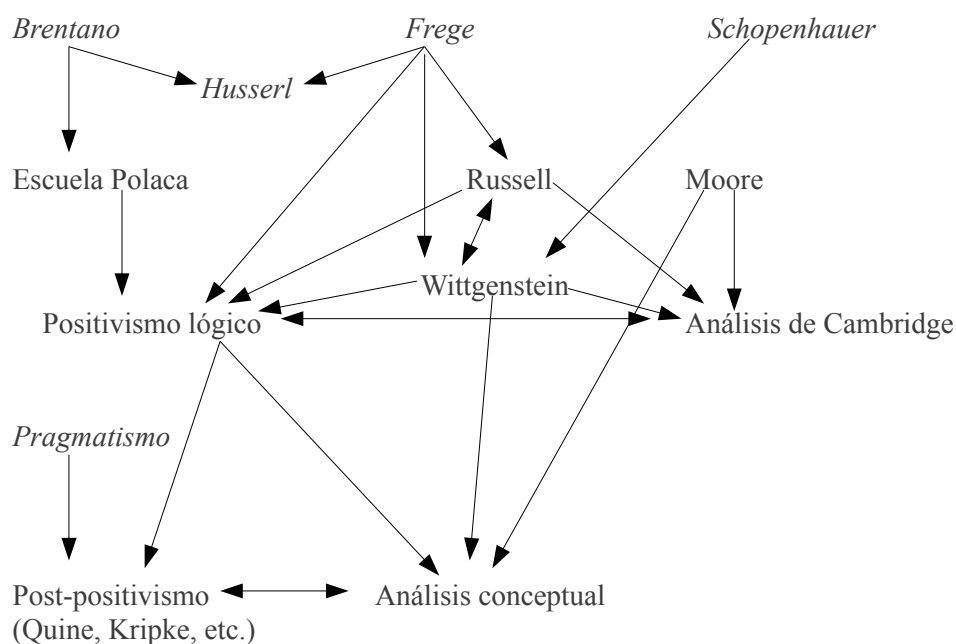 Brentano
Frege
Schopenhauer
Husserl
Escuela Polaca
Russell
Moore
Wittgenstein
Positivismo lógico
Análisis de Cambridge
Pragmatismo
Post-positivismo
(Quine, Kripke, etc.)
Análisis conceptual